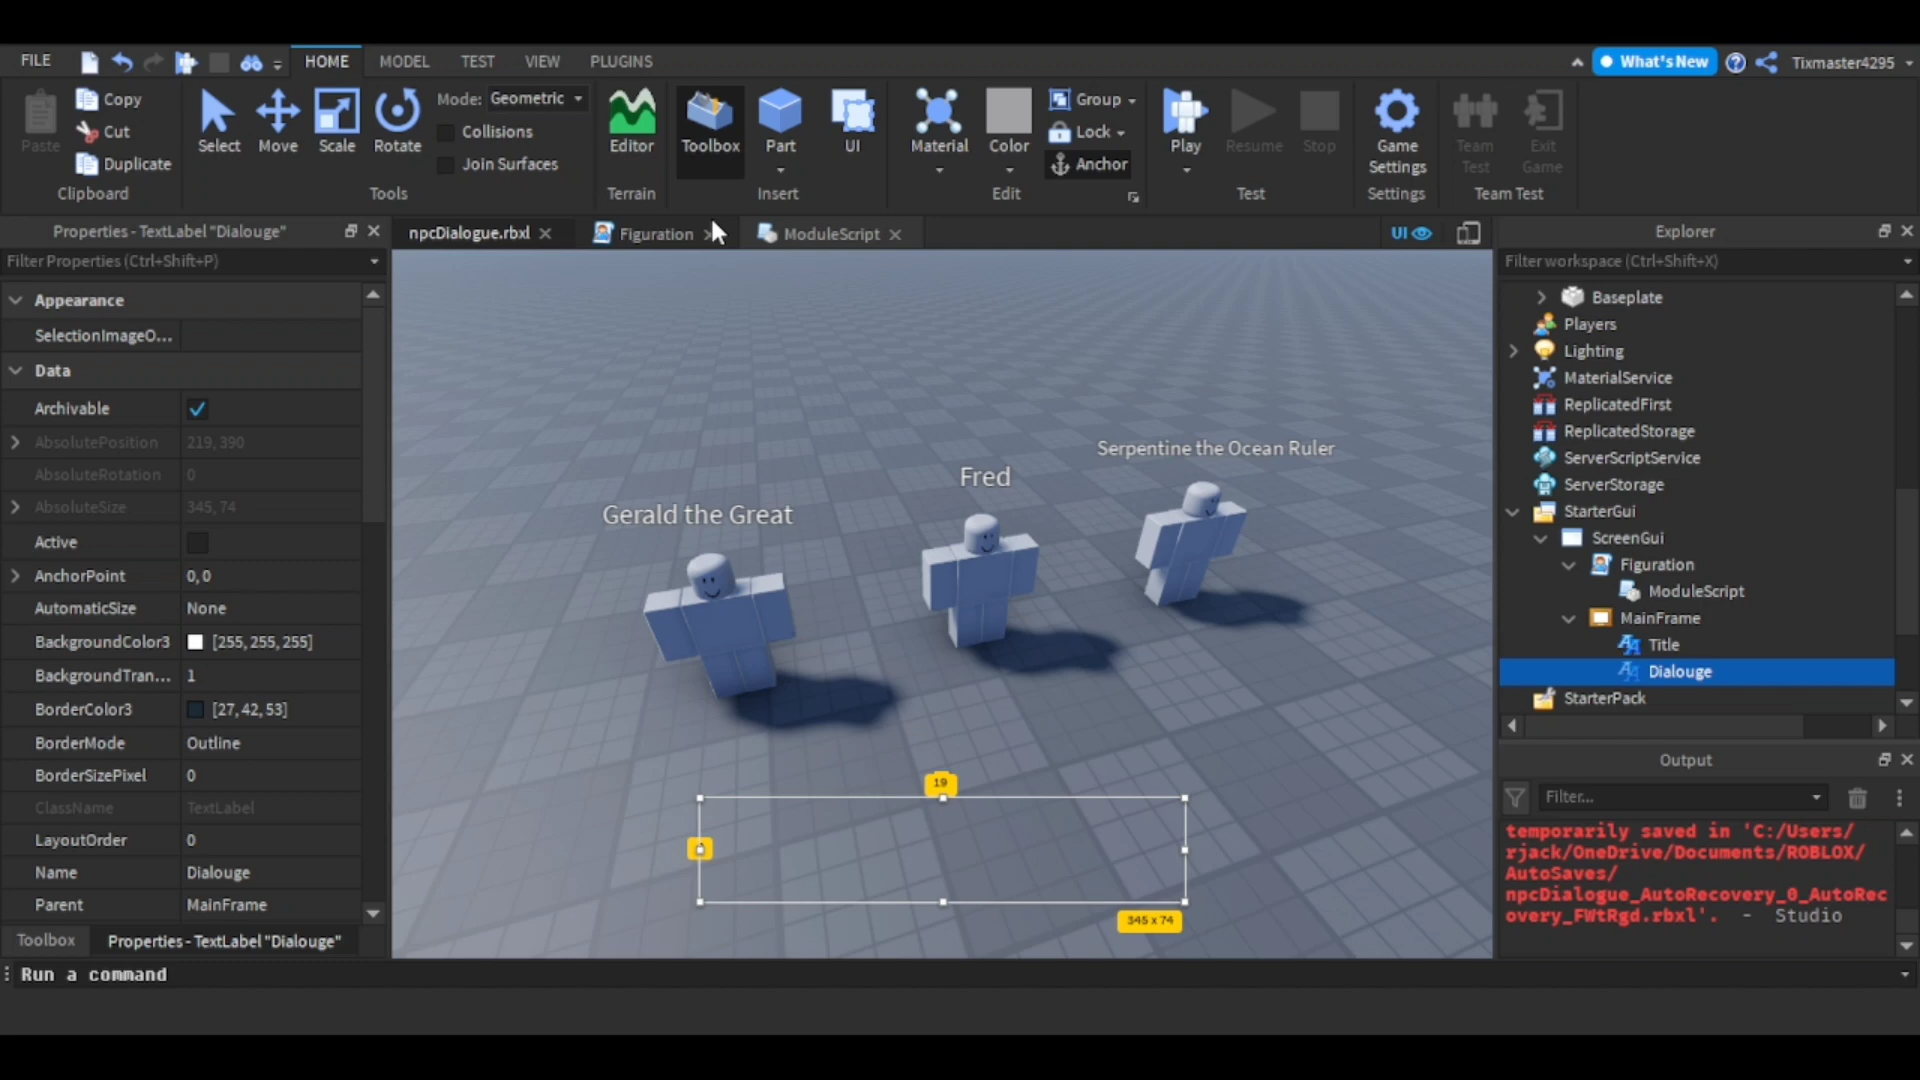 FILE
HOME
MODEL
TEST
VIEW
PLUGINS
What's New
Tixmaster4295
Paste
Copy
Cut
Duplicate
Clipboard
Select
Move
Scale
Rotate
Mode: Geometric
Collisions
Join Surfaces
Tools
Editor
Terrain
Toolbox
Part
UI
Insert
Material
Color
Group
Lock
Anchor
Edit
Play
Resume
Stop
Test
Game
Settings
Settings
Team
Test
Exit
Game
Team Test
Properties - TextLabel "Dialouge"
npcDialogue.rbxl
Figuration
ModuleScript
UI
Explorer
Filter Properties (Ctrl+Shift+P)
Appearance
SelectionImageO...
Data
Archivable
AbsolutePosition 219, 390
AbsoluteRotation 0
AbsoluteSize 345, 74
Active
AnchorPoint 0, 0
AutomaticSize None
BackgroundColor3 [255, 255, 255]
BackgroundTran... 1
BorderColor3 [27, 42, 53]
BorderMode Outline
BorderSizePixel 0
ClassName TextLabel
LayoutOrder 0
Name Dialouge
Parent MainFrame
Toolbox
Properties - TextLabel "Dialouge"
Run a command
Serpentine the Ocean Ruler
Fred
Gerald the Great
19
345 x 74
Filter workspace (Ctrl+Shift+X)
Baseplate
Players
Lighting
MaterialService
ReplicatedFirst
ReplicatedStorage
ServerScriptService
ServerStorage
StarterGui
ScreenGui
Figuration
ModuleScript
MainFrame
Title
Dialouge
StarterPack
Output
Filter...
temporarily saved in 'C:/Users/
rjack/OneDrive/Documents/ROBLOX/
AutoSaves/
npcDialogue_AutoRecovery_0_AutoRec
overy_FWtRgd.rbxl'. - Studio